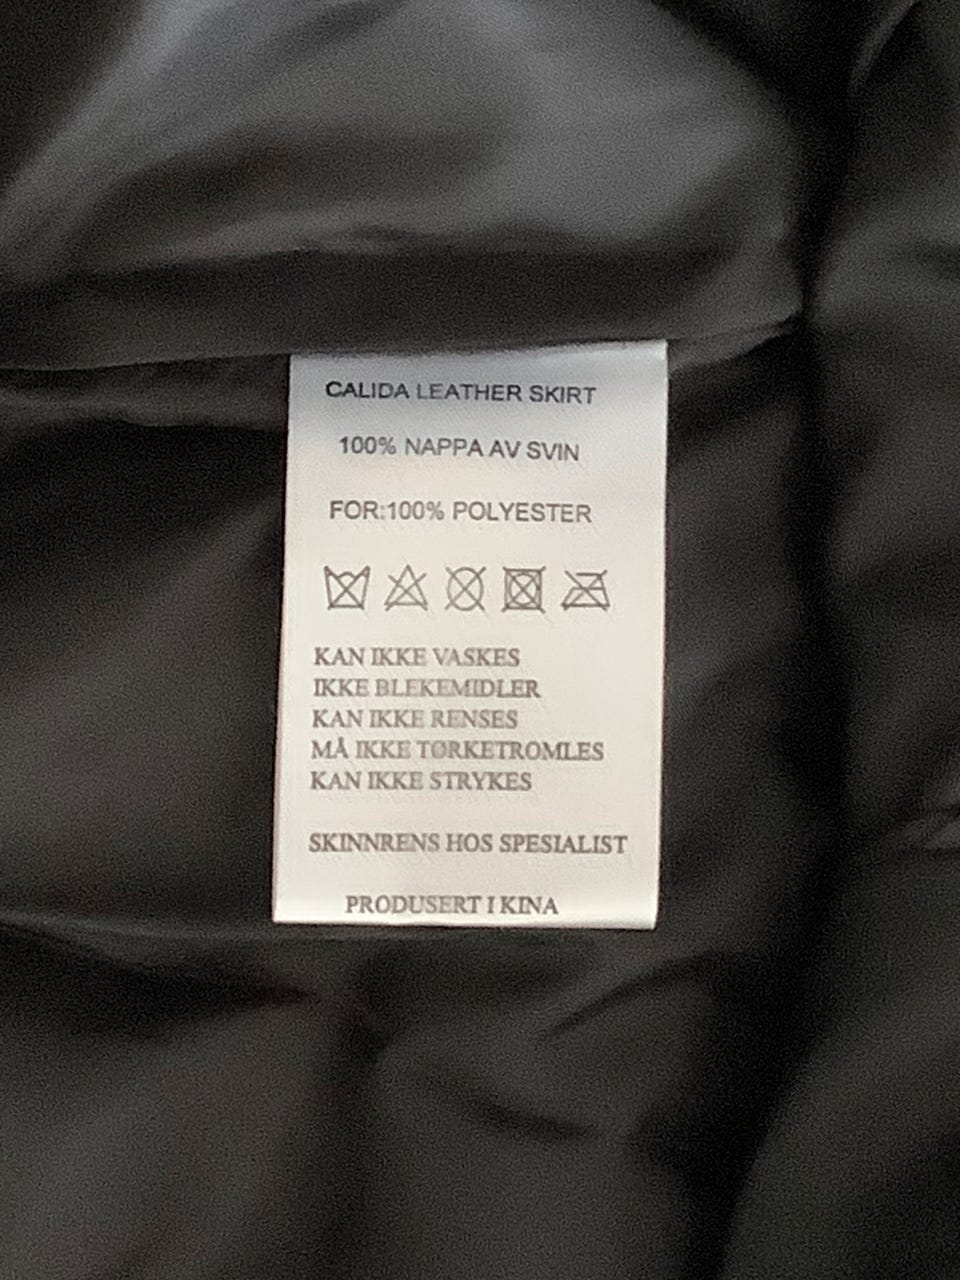 CALIDA LEATHER SKIRT
100% NAPPA AV SVIN
FOR:100% POLYESTER
KAN IKKE VASKES
IKKE BLEKEMIDLER
KAN IKKE RENSES
MÅ IKKE TØRKETROMLES
KAN IKKE STRYKES
SKINNRENS HOS SPESIALIST
PRODUSERT I KINA